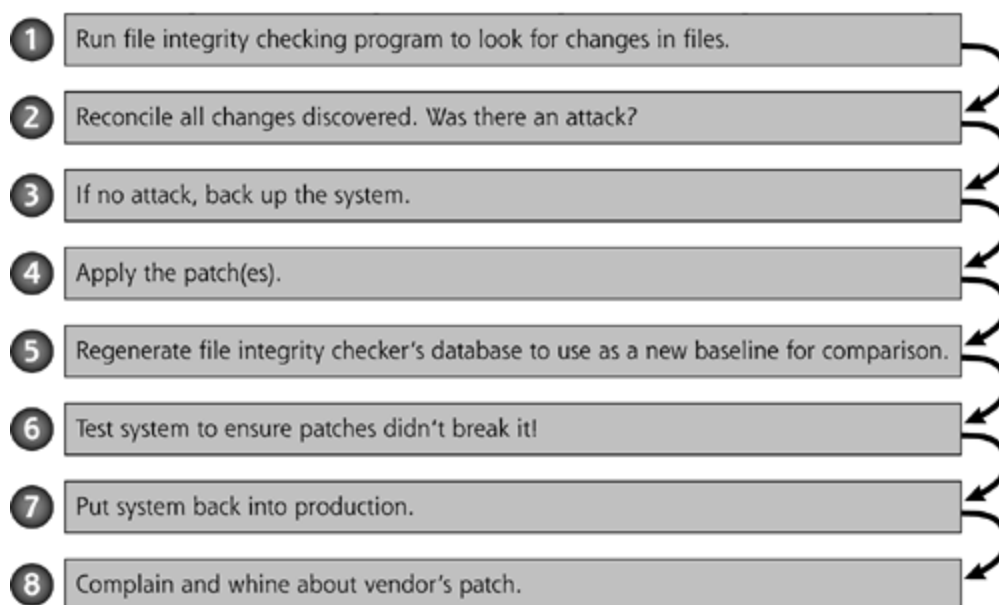 1 Run file integrity checking program to look for changes in files.
2 Reconcile all changes discovered. Was there an attack?
3 If no attack, back up the system.
4 Apply the patch(es).
5 Regenerate file integrity checker's database to use as a new baseline for comparison.
6 Test system to ensure patches didn't break it!
7 Put system back into production.
8 Complain and whine about vendor's patch.